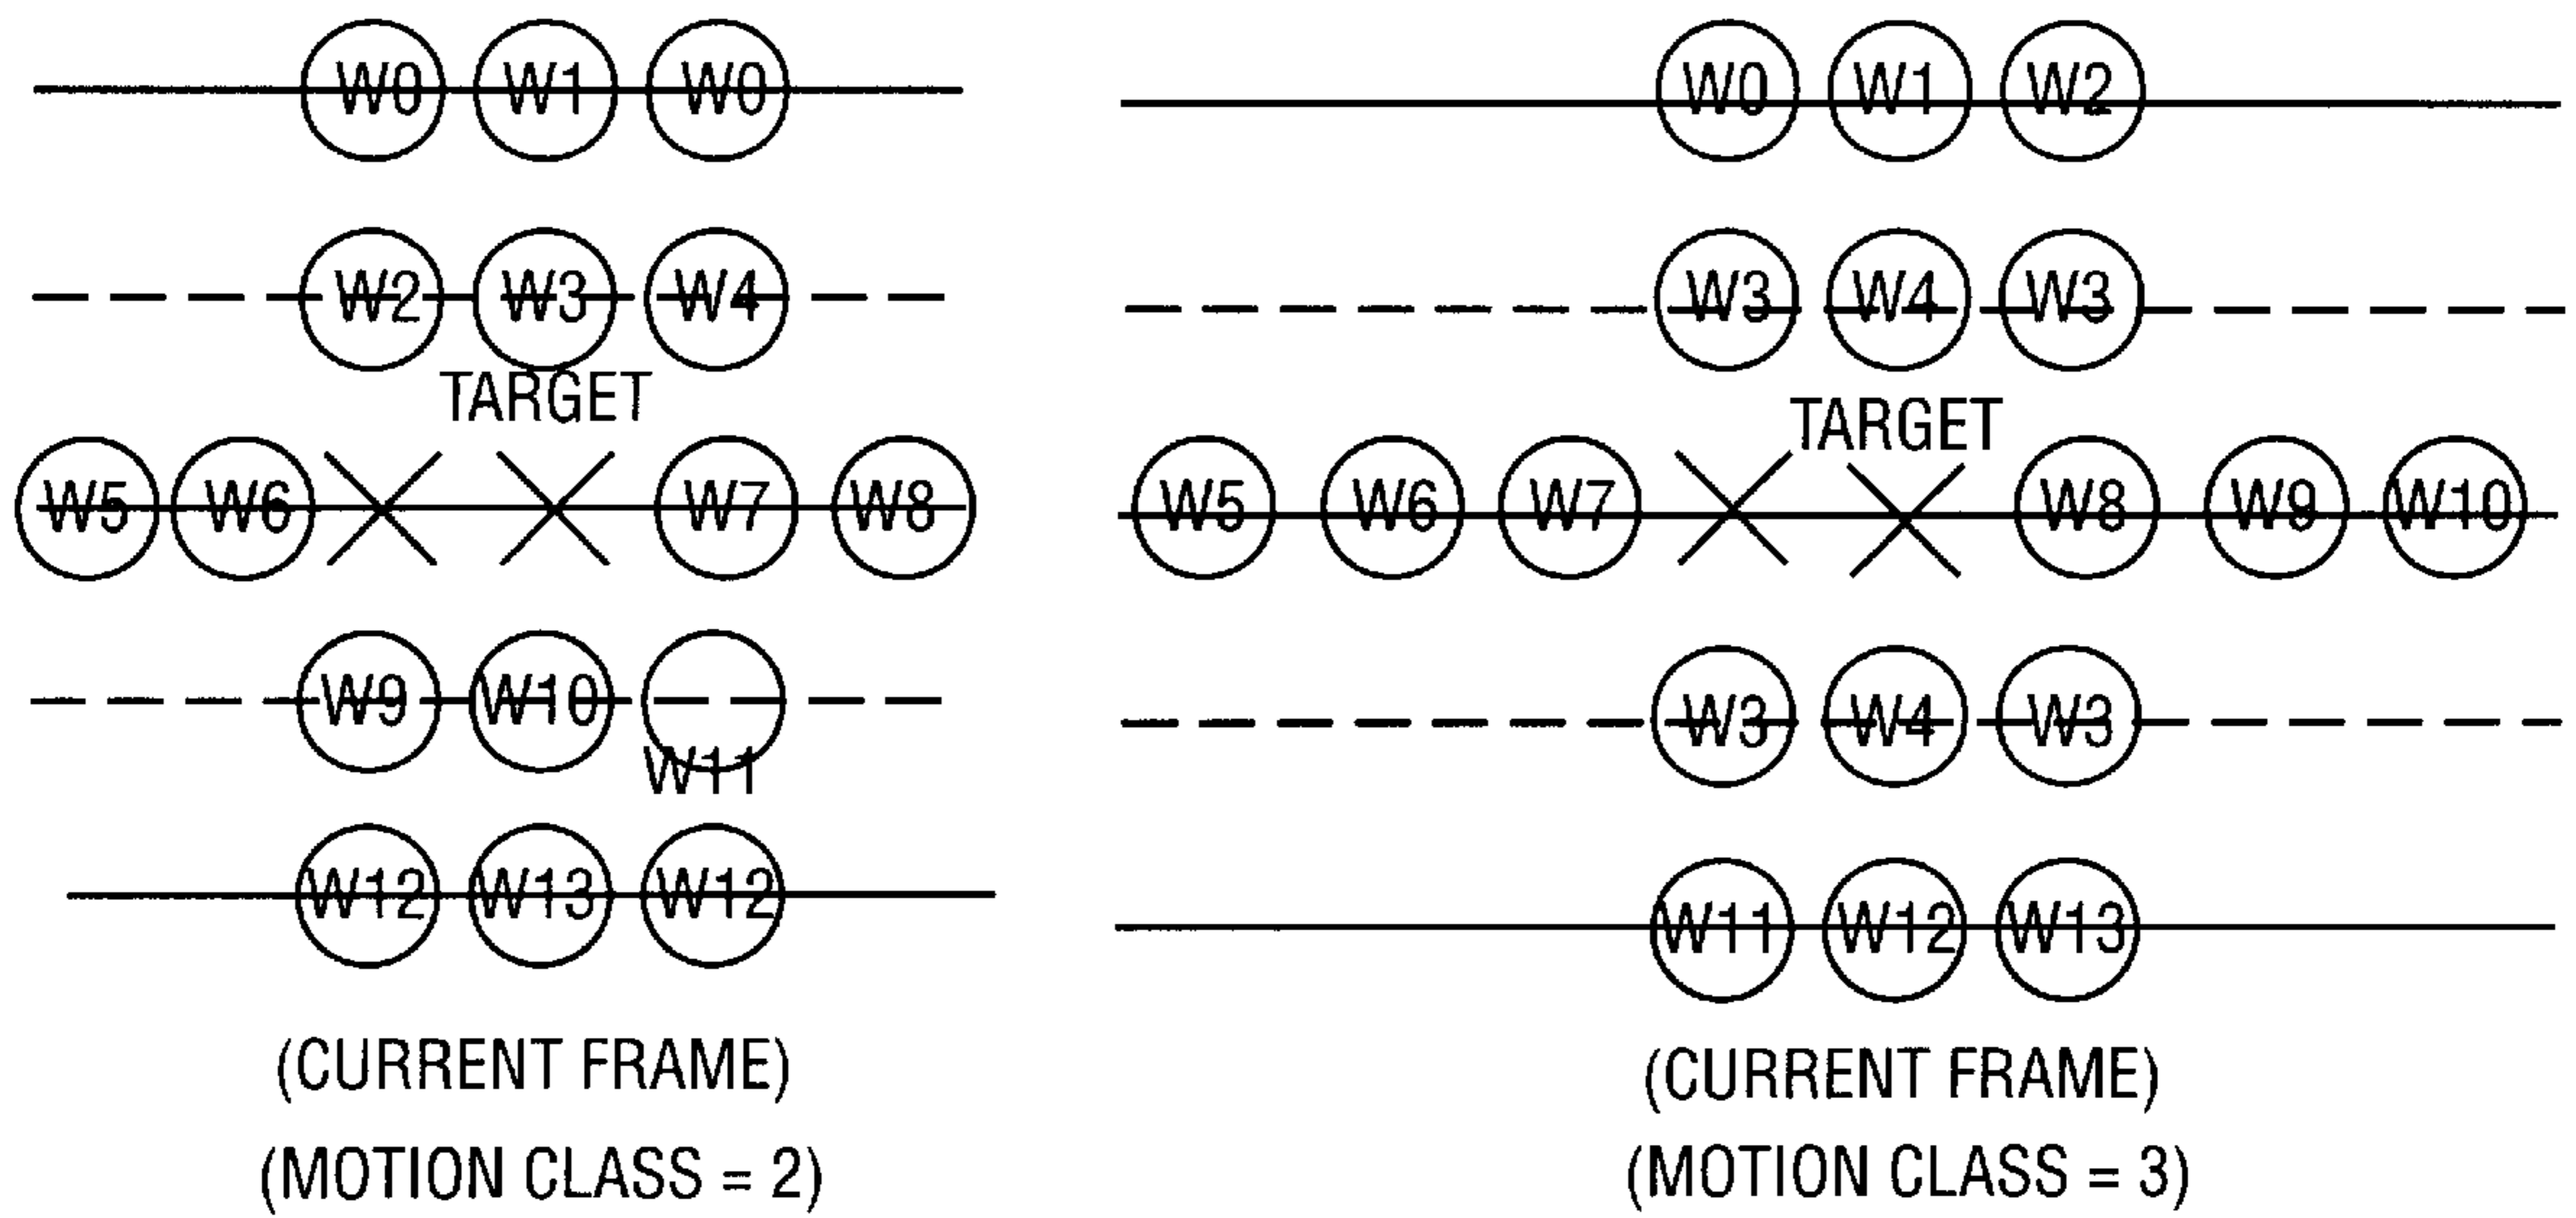 W0 W1 W0
W2 W3 W4
TARGET
W5 W6 W7 W8
W9 W10
W11
W12 W13 W12
(CURRENT FRAME)
(MOTION CLASS = 2)
W0 W1 W2
W3 W4 W3
TARGET
W5 W6 W7 W8 W9 W10
W3 W4 W3
W11 W12 W13
(CURRENT FRAME)
(MOTION CLASS = 3)